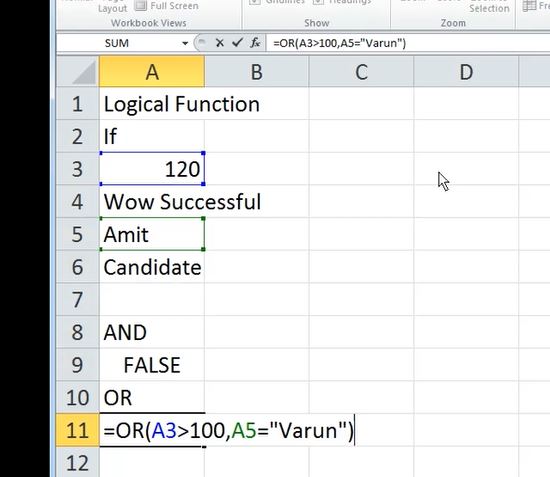 Layout
Full Screen
Gridlines
Headings
Selection
Workbook Views
Show
Zoom
SUM
fx
=OR(A3>100,A5="Varun")
A B C D
1 Logical Function
2 If
3 120
4 Wow Successful
5 Amit
6 Candidate
7
8 AND
9 FALSE
10 OR
11 =OR(A3>100,A5="Varun")
12